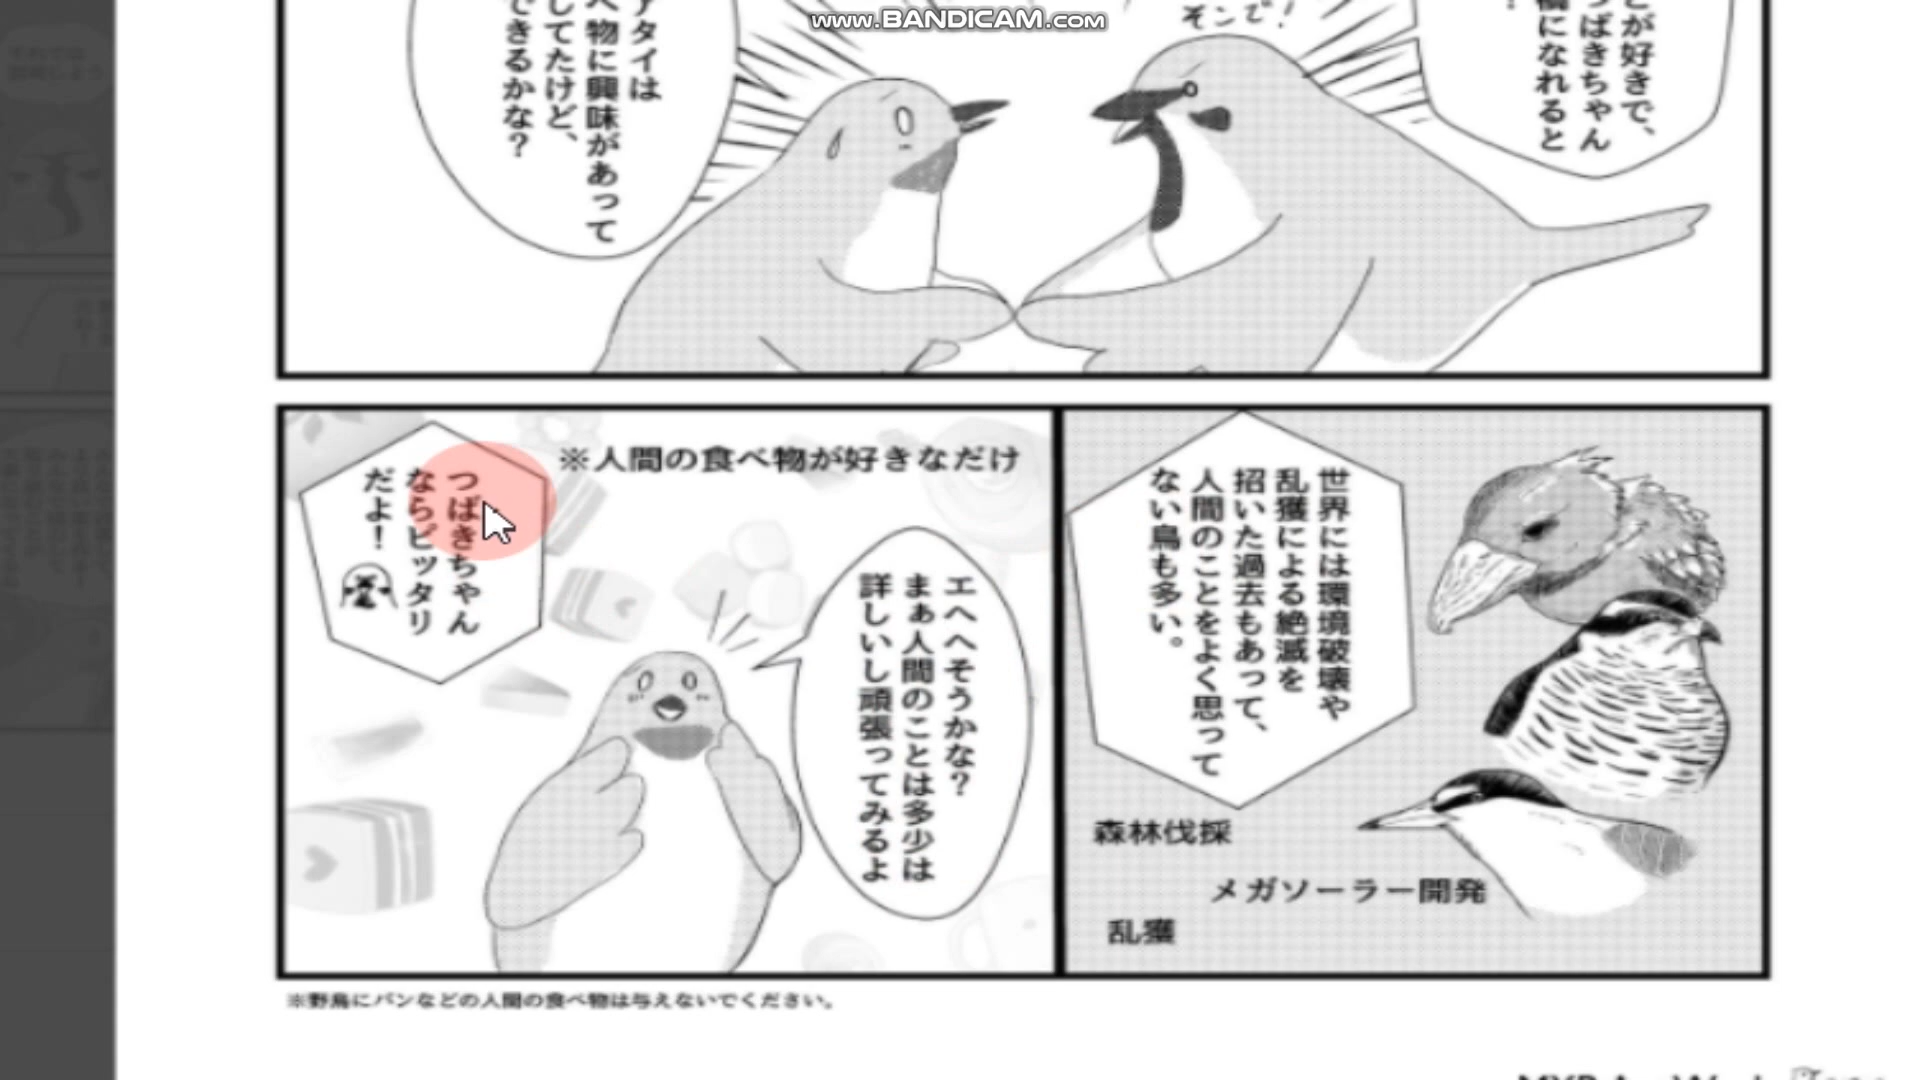 www.BANDICAM.com
とが好きで、
つばきちゃん
橋になれると
そンで！
アタイは
べ物に興味があって
してたけど、
できるかな？
世界には環境破壊や
乱獲による絶滅を
招いた過去もあって、
人間のことをよく思って
ない鳥も多い。
森林伐採
メガソーラー開発
乱獲
※人間の食べ物が好きなだけ
エへへそうかな？
まぁ人間のことは多少は
詳しいし頑張ってみるよ
つばきちゃん
ならピッタリ
だよ！
※野鳥にパンなどの人間の食べ物は与えないでください。